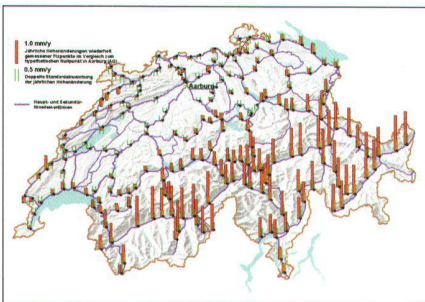 1.0 mm/y
Jährliche Höhenänderungen wiederholt
gemessener Fixpunkte im Vergleich zum
hypothetischen Nullpunkt in Aarburg (AG)
0.5 mm/y
Doppelte Standardabweichung
der jährlichen Höhenänderung
Haupt- und Sekundär-
Nivellementlinien
Aarburg